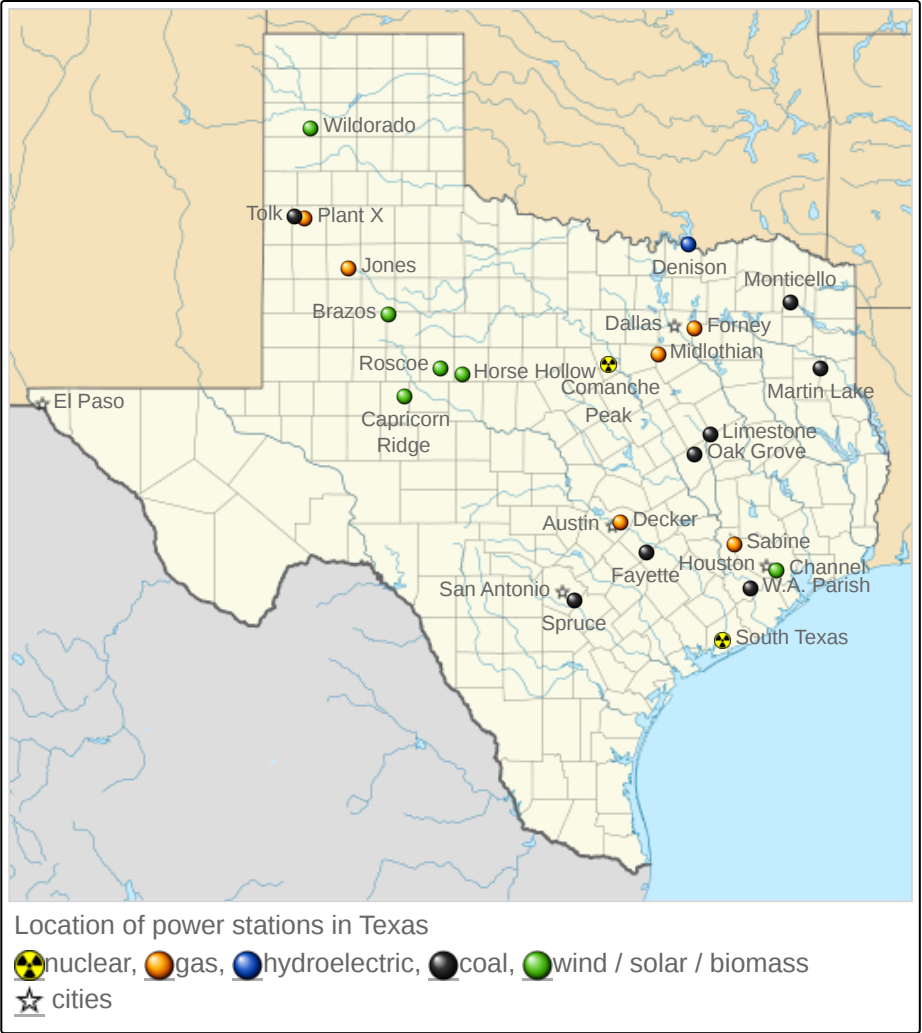 Wildorado
Tolk
Plant X
Jones
Denison
Monticello
Brazos
Dallas
Forney
Midlothian
Roscoe
Horse Hollow
Comanche
Peak
Martin Lake
El Paso
Capricorn
Ridge
Limestone
Oak Grove
Austin
Decker
Sabine
Houston
Channel
Fayette
W.A. Parish
San Antonio
Spruce
South Texas
Location of power stations in Texas
nuclear, gas, hydroelectric, coal, wind / solar / biomass
cities